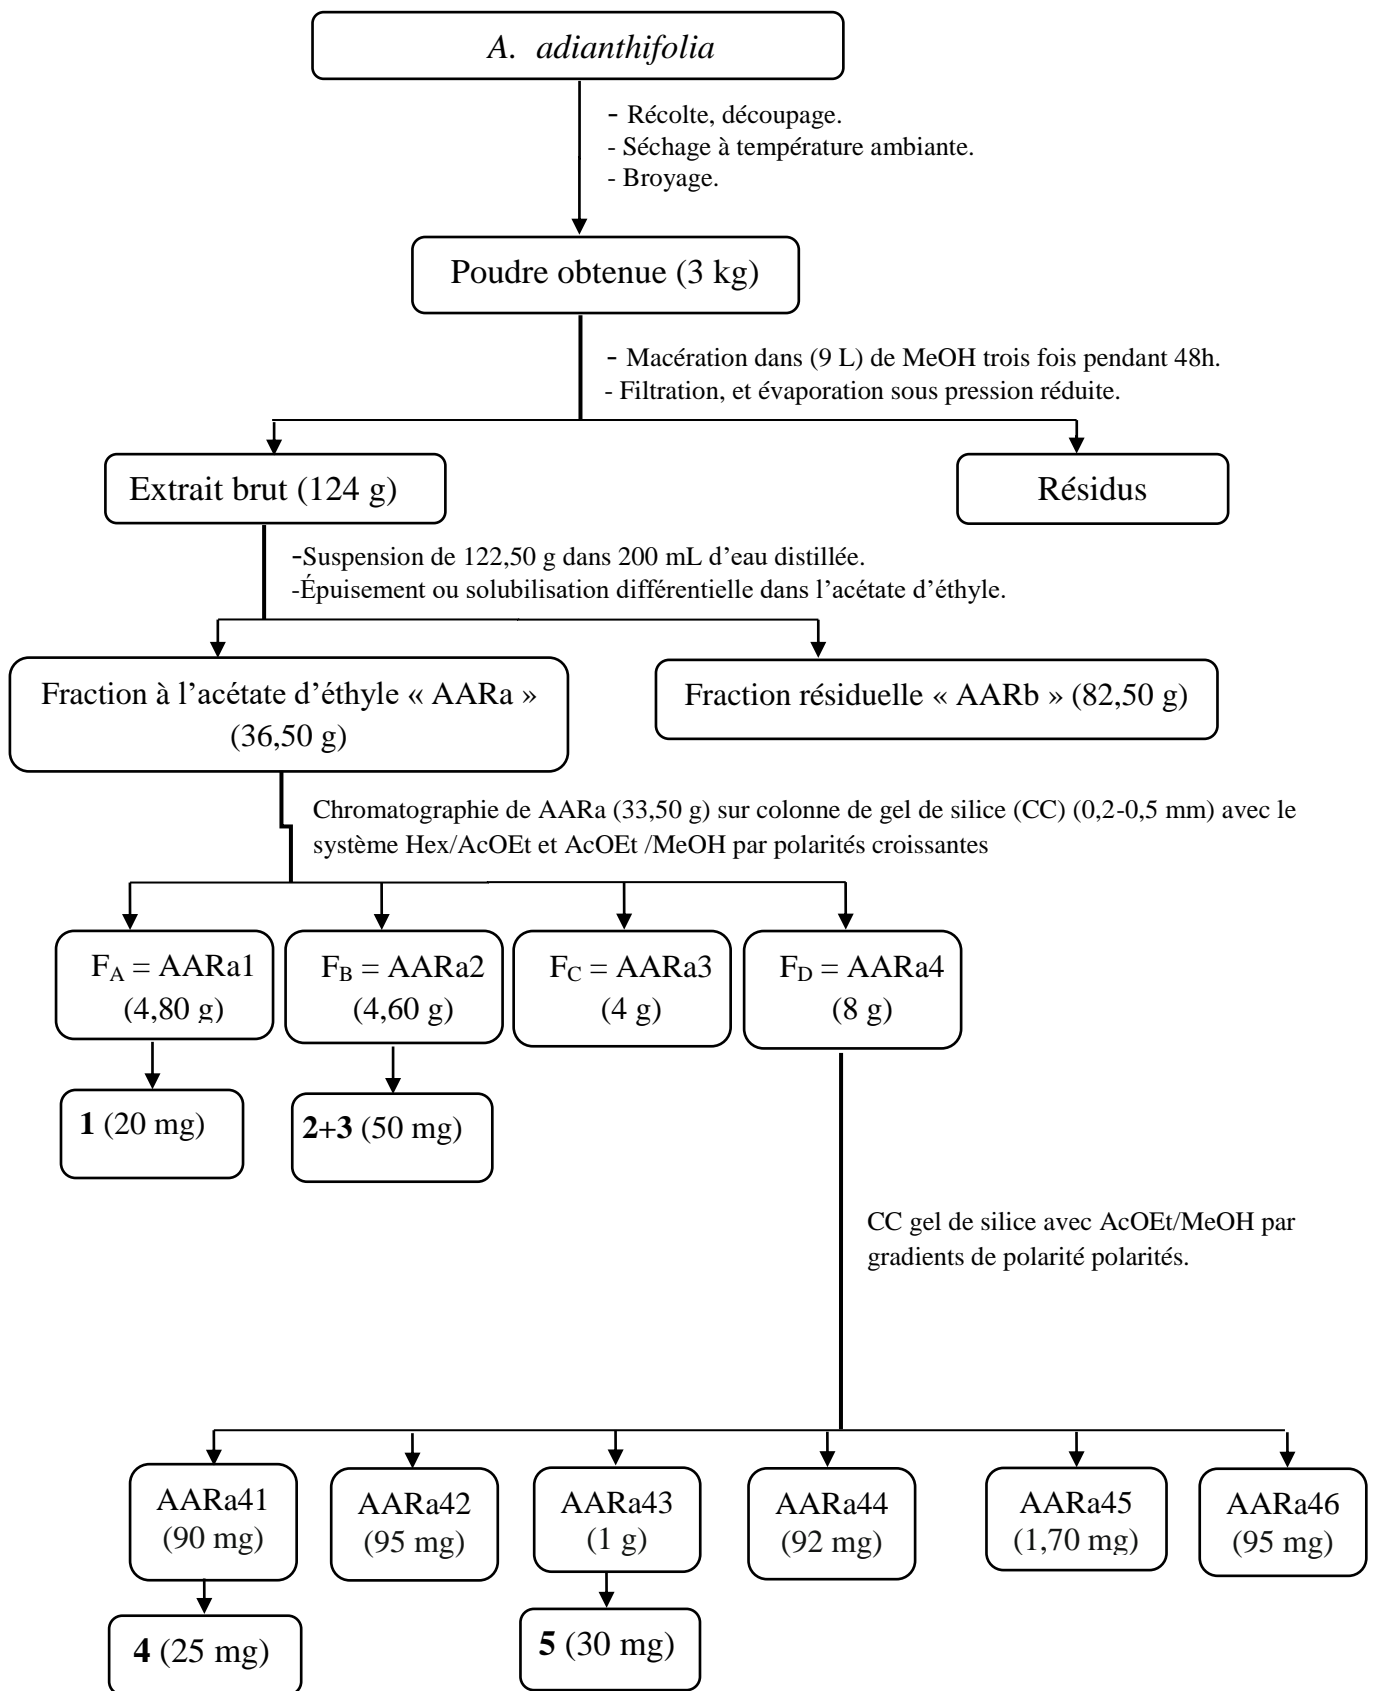 A. adianthifolia
- Récolte, découpage.
- Séchage à température ambiante.
- Broyage.
Poudre obtenue (3 kg)
- Macération dans (9 L) de MeOH trois fois pendant 48h.
- Filtration, et évaporation sous pression réduite.
Extrait brut (124 g)
Résidus
-Suspension de 122,50 g dans 200 mL d’eau distillée.
-Épuisement ou solubilisation différentielle dans l’acétate d’éthyle.
Fraction à l’acétate d’éthyle « AARa »
(36,50 g)
Fraction résiduelle « AARb » (82,50 g)
Chromatographie de AARa (33,50 g) sur colonne de gel de silice (CC) (0,2-0,5 mm) avec le
système Hex/AcOEt et AcOEt /MeOH par polarités croissantes
F_A = AARa1
(4,80 g)
F_B = AARa2
(4,60 g)
F_C = AARa3
(4 g)
F_D = AARa4
(8 g)
1 (20 mg)
2+3 (50 mg)
CC gel de silice avec AcOEt/MeOH par
gradients de polarité polarités.
AARa41
(90 mg)
AARa42
(95 mg)
AARa43
(1 g)
AARa44
(92 mg)
AARa45
(1,70 mg)
AARa46
(95 mg)
4 (25 mg)
5 (30 mg)